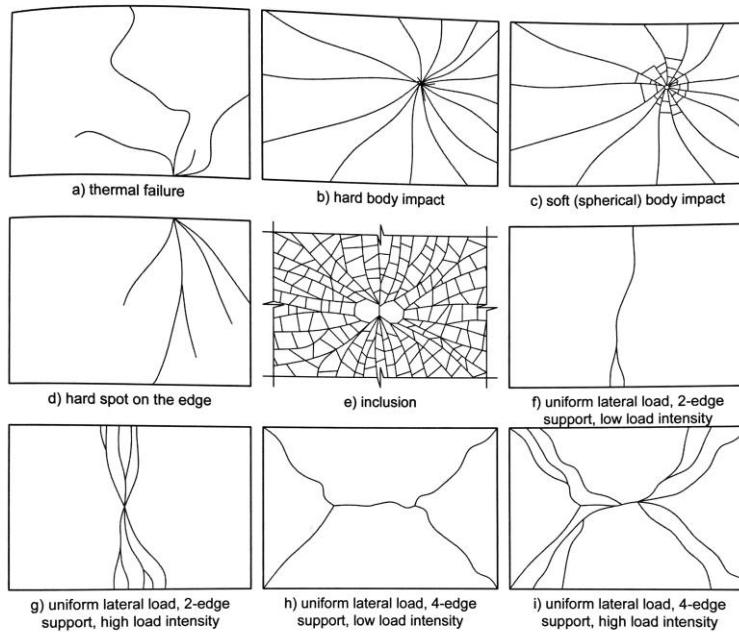 a) thermal failure
b) hard body impact
c) soft (spherical) body impact
d) hard spot on the edge
e) inclusion
f) uniform lateral load, 2-edge
support, low load intensity
g) uniform lateral load, 2-edge
support, high load intensity
h) uniform lateral load, 4-edge
support, low load intensity
i) uniform lateral load, 4-edge
support, high load intensity